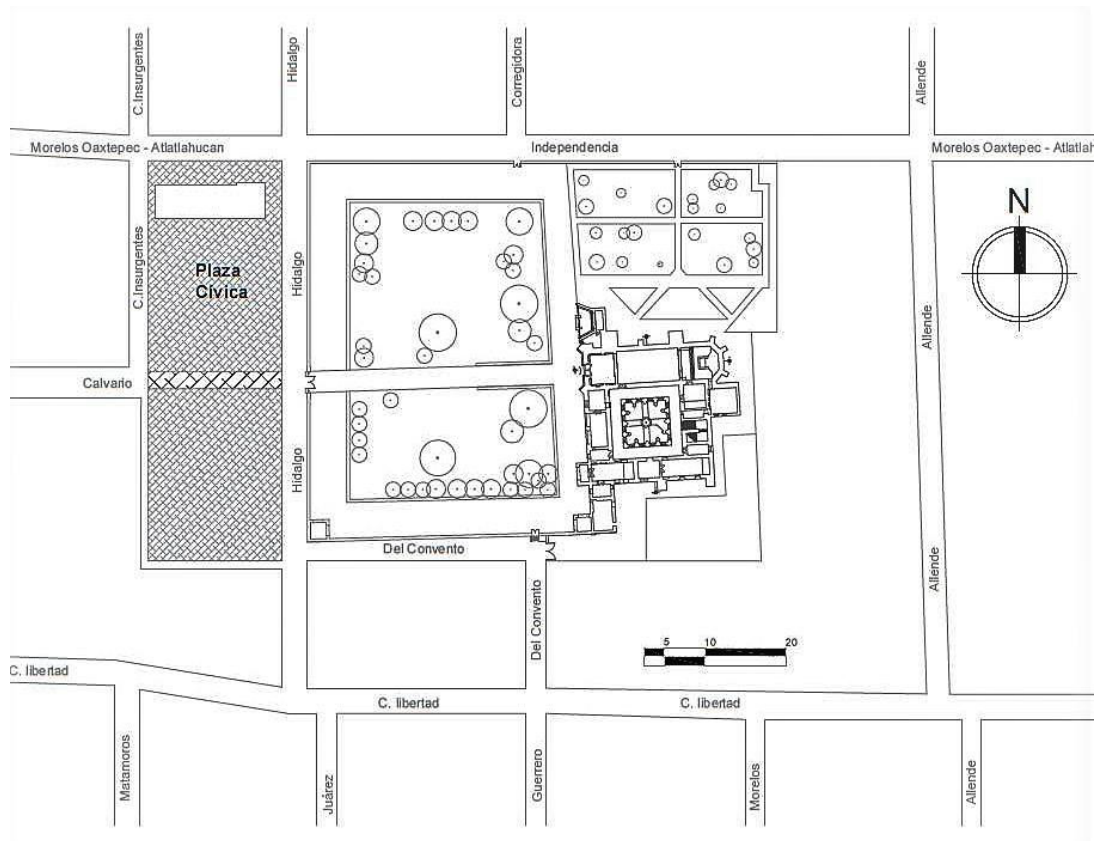 C.Insurgentes
Hidalgo
Corregidora
Allende
Morelos Oaxtepec - Atlatlahucan
Independencia
Morelos Oaxtepec - Atlatlah
C.Insurgentes
Plaza
Cívica
Hidalgo
N
Allende
Calvario
Hidalgo
Del Convento
Allende
Del Convento
5 10 20
C. libertad
C. libertad
C. libertad
Matamoros
Juárez
Guerrero
Morelos
Allende